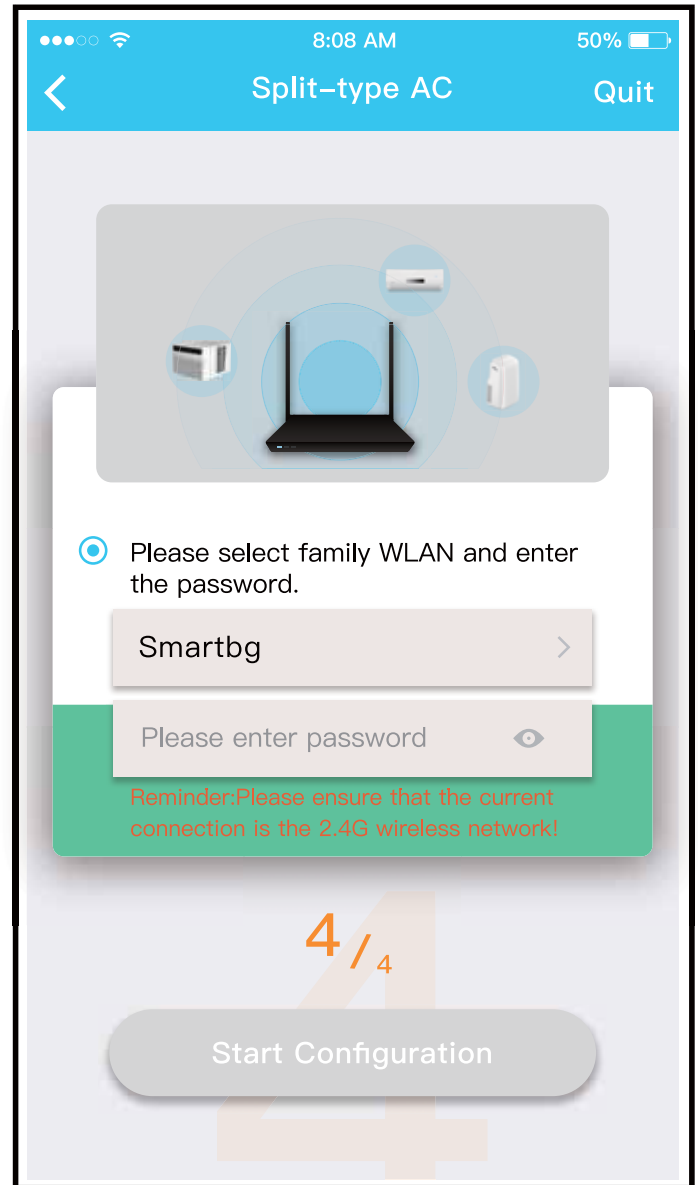 8:08 AM
50%
Split-type AC
Quit
Please select family WLAN and enter
the password.
Smartbg
Please enter password
Reminder:Please ensure that the current
connection is the 2.4G wireless network!
4/4
4
Start Configuration